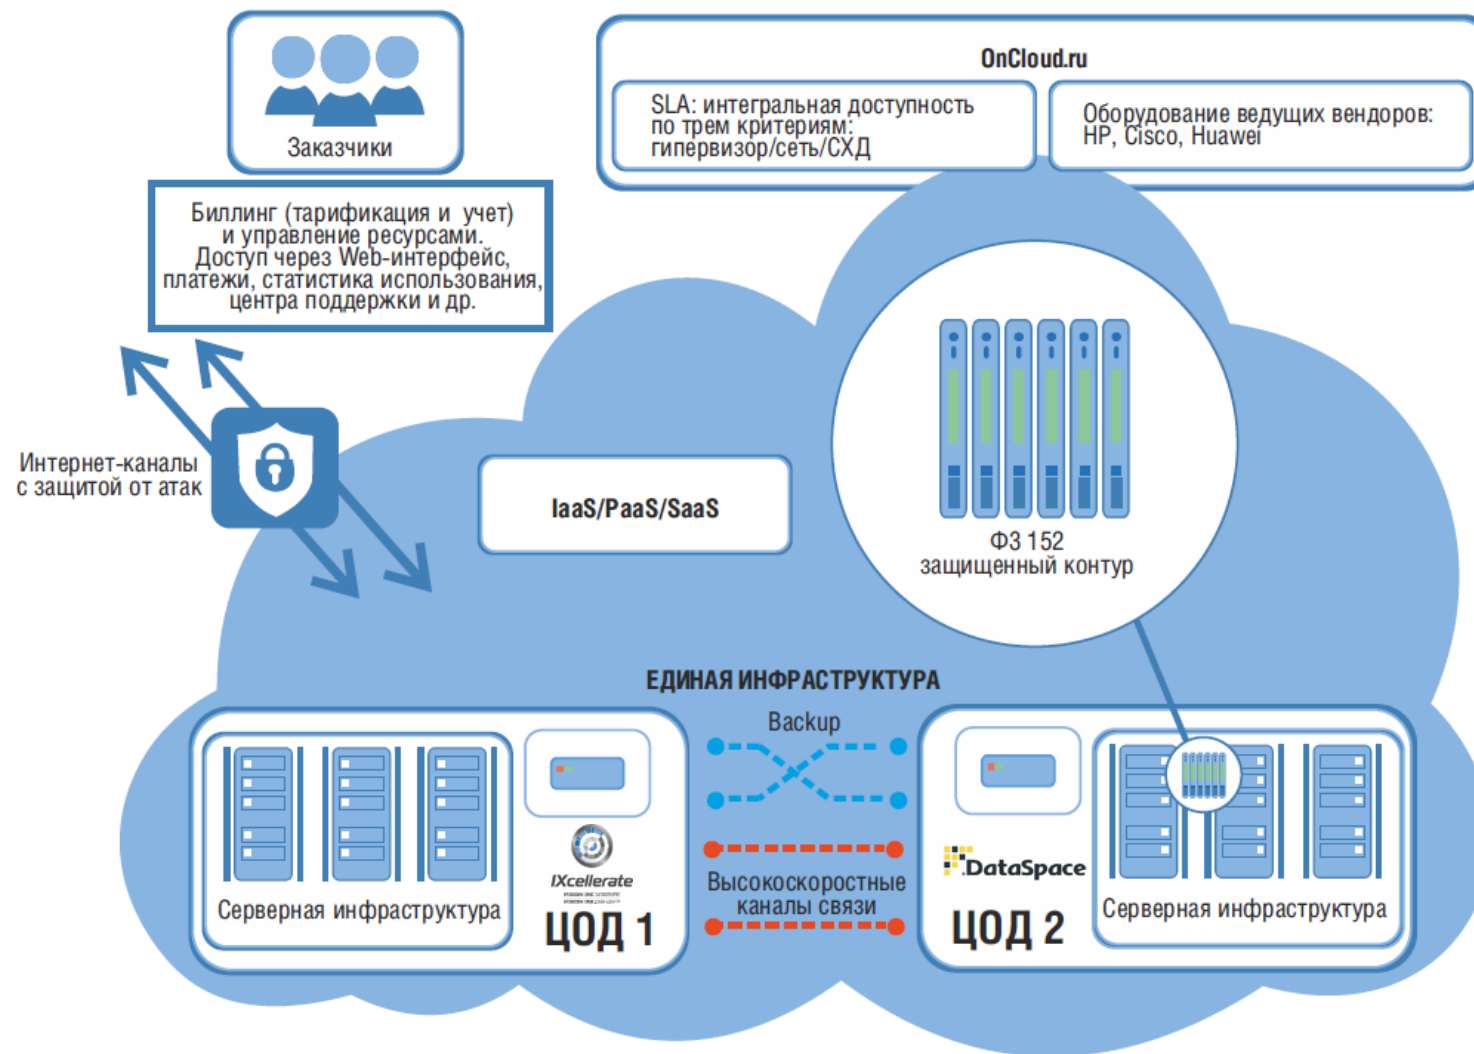 Заказчики
OnCloud.ru
SLA: интегральная доступность
по трем критериям:
гипервизор/сеть/СХД
Оборудование ведущих вендоров:
HP, Cisco, Huawei
Биллинг (тарификация и учет)
и управление ресурсами.
Доступ через Web-интерфейс,
платежи, статистика использования,
центра поддержки и др.
Интернет-каналы
с защитой от атак
IaaS/PaaS/SaaS
ФЗ 152
защищенный контур
ЕДИНАЯ ИНФРАСТРУКТУРА
Backup
Высокоскоростные
каналы связи
Серверная инфраструктура
IXcellerate
MOSCOW ONE DATACENTRE
ЦОД 1
DataSpace
ЦОД 2
Серверная инфраструктура